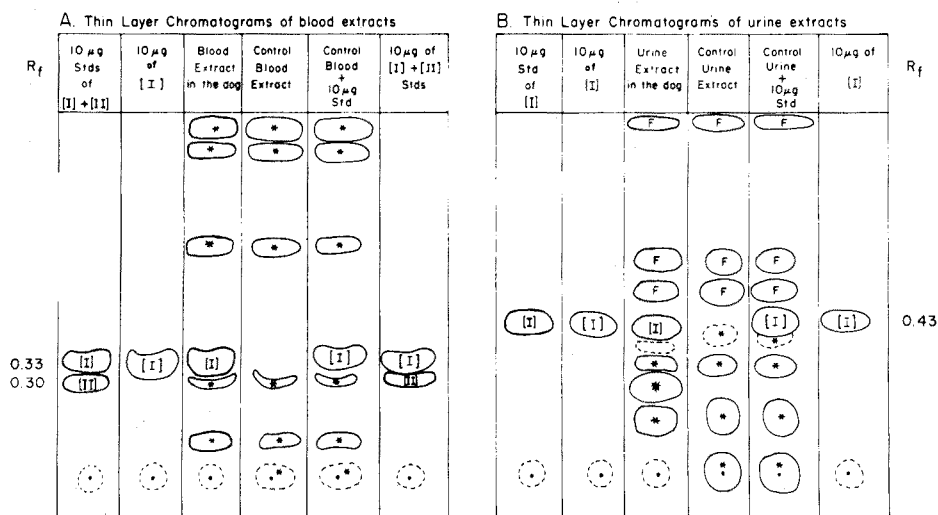 A. Thin Layer Chromatograms of blood extracts
Rf
10 µg
Stds
of
[I] + [II]
10 µg
of
[I]
Blood
Extract
in the dog
Control
Blood
Extract
Control
Blood
+
10 µg
Std
10 µg of
[I] + [II]
Stds
* * *
* * *
* * *
0.33 [I] [I] [I] [I] [I]
0.30 [II] * * * [II]
* * *
* *
B. Thin Layer Chromatograms of urine extracts
10 µg
Std
of
[I]
10 µg
of
[I]
Urine
Extract
in the dog
Control
Urine
Extract
Control
Urine
+
10 µg
Std
10 µg of
[I]
Rf
F F F
F F F
F F F
[I] [I] [I] * [I] [I] 0.43
*
* * *
*
* * *
* *